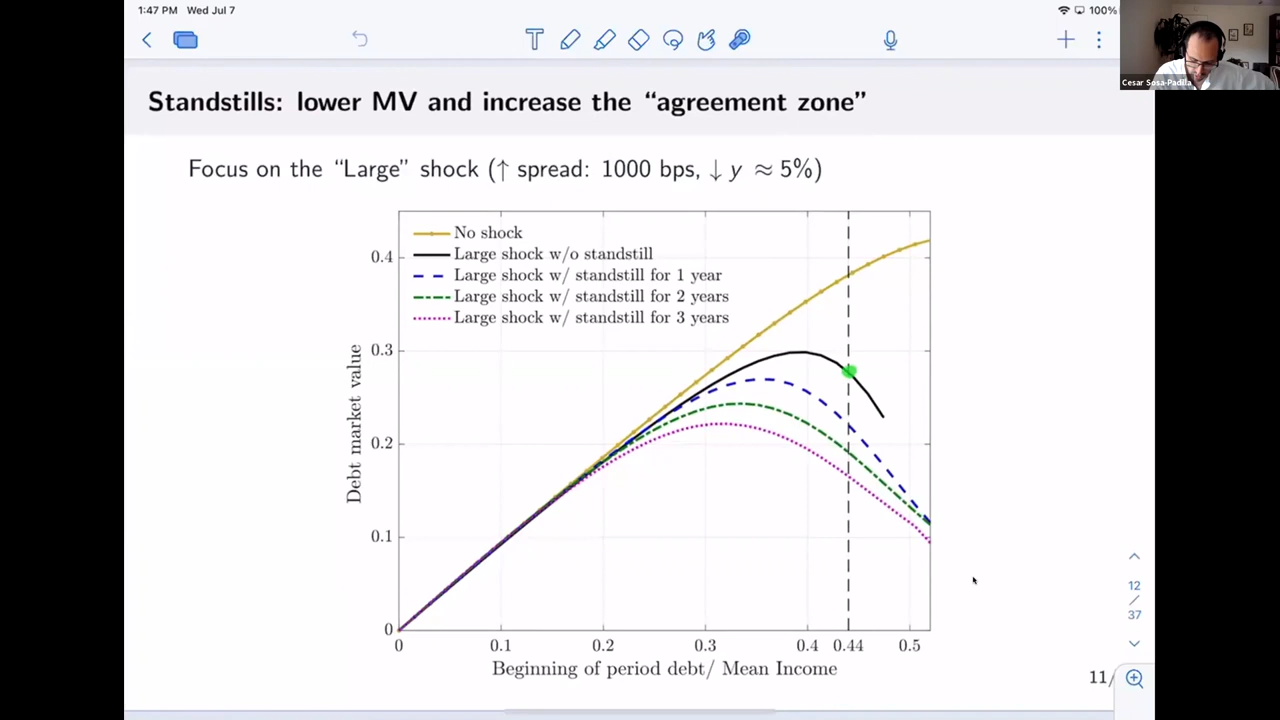 1:47 PM Wed Jul 7
100%
Cesar Sosa-Padilla
Standstills: lower MV and increase the “agreement zone”
Focus on the “Large” shock (↑ spread: 1000 bps, ↓ y ≈ 5%)
No shock
Large shock w/o standstill
Large shock w/ standstill for 1 year
Large shock w/ standstill for 2 years
Large shock w/ standstill for 3 years
Debt market value
0.4
0.3
0.2
0.1
0
0 0.1 0.2 0.3 0.4 0.44 0.5
Beginning of period debt/ Mean Income
12
/
37
11/